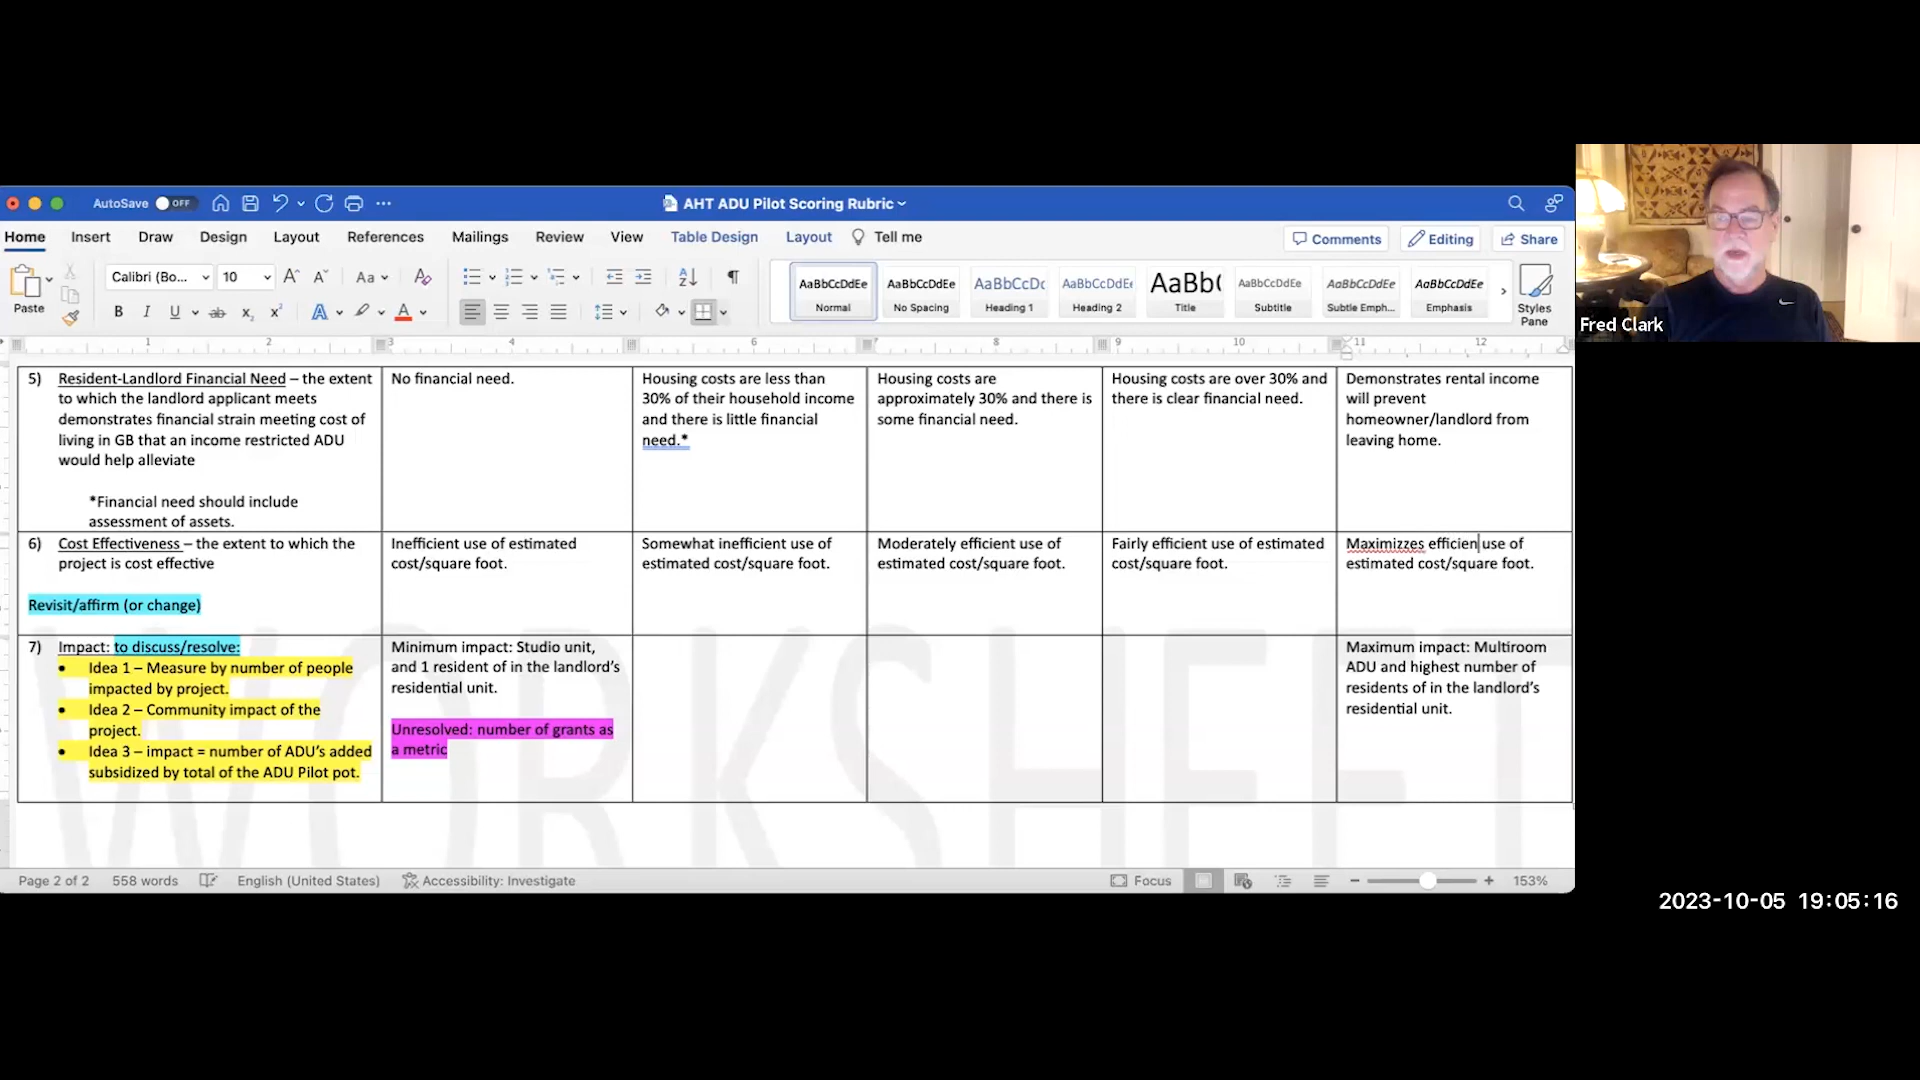 AutoSave OFF
AHT ADU Pilot Scoring Rubric
Home Insert Draw Design Layout References Mailings Review View Table Design Layout Tell me
Comments Editing Share
Paste
Calibri (Bo... 10
AaBbCcDdEe AaBbCcDdEe AaBbCcDc AaBbCcDdEe AaBb( AaBbCcDdEe AaBbCcDdEe AaBbCcDdEe
Normal No Spacing Heading 1 Heading 2 Title Subtitle Subtle Emph... Emphasis
Styles Pane
1 2 3 4 6 7 8 9 10 11 12
5) Resident-Landlord Financial Need – the extent
to which the landlord applicant meets
demonstrates financial strain meeting cost of
living in GB that an income restricted ADU
would help alleviate
*Financial need should include
assessment of assets.
No financial need.
Housing costs are less than
30% of their household income
and there is little financial
need.*
Housing costs are
approximately 30% and there is
some financial need.
Housing costs are over 30% and
there is clear financial need.
Demonstrates rental income
will prevent
homeowner/landlord from
leaving home.
6) Cost Effectiveness – the extent to which the
project is cost effective
Revisit/affirm (or change)
Inefficient use of estimated
cost/square foot.
Somewhat inefficient use of
estimated cost/square foot.
Moderately efficient use of
estimated cost/square foot.
Fairly efficient use of estimated
cost/square foot.
Maximizzes efficien use of
estimated cost/square foot.
7) Impact: to discuss/resolve:
• Idea 1 – Measure by number of people
impacted by project.
• Idea 2 – Community impact of the
project.
• Idea 3 – impact = number of ADU's added
subsidized by total of the ADU Pilot pot.
Minimum impact: Studio unit,
and 1 resident of in the landlord's
residential unit.
Unresolved: number of grants as
a metric
Maximum impact: Multiroom
ADU and highest number of
residents of in the landlord's
residential unit.
WORKSHEET
Page 2 of 2 558 words English (United States) Accessibility: Investigate Focus 153%
Fred Clark
2023-10-05 19:05:16